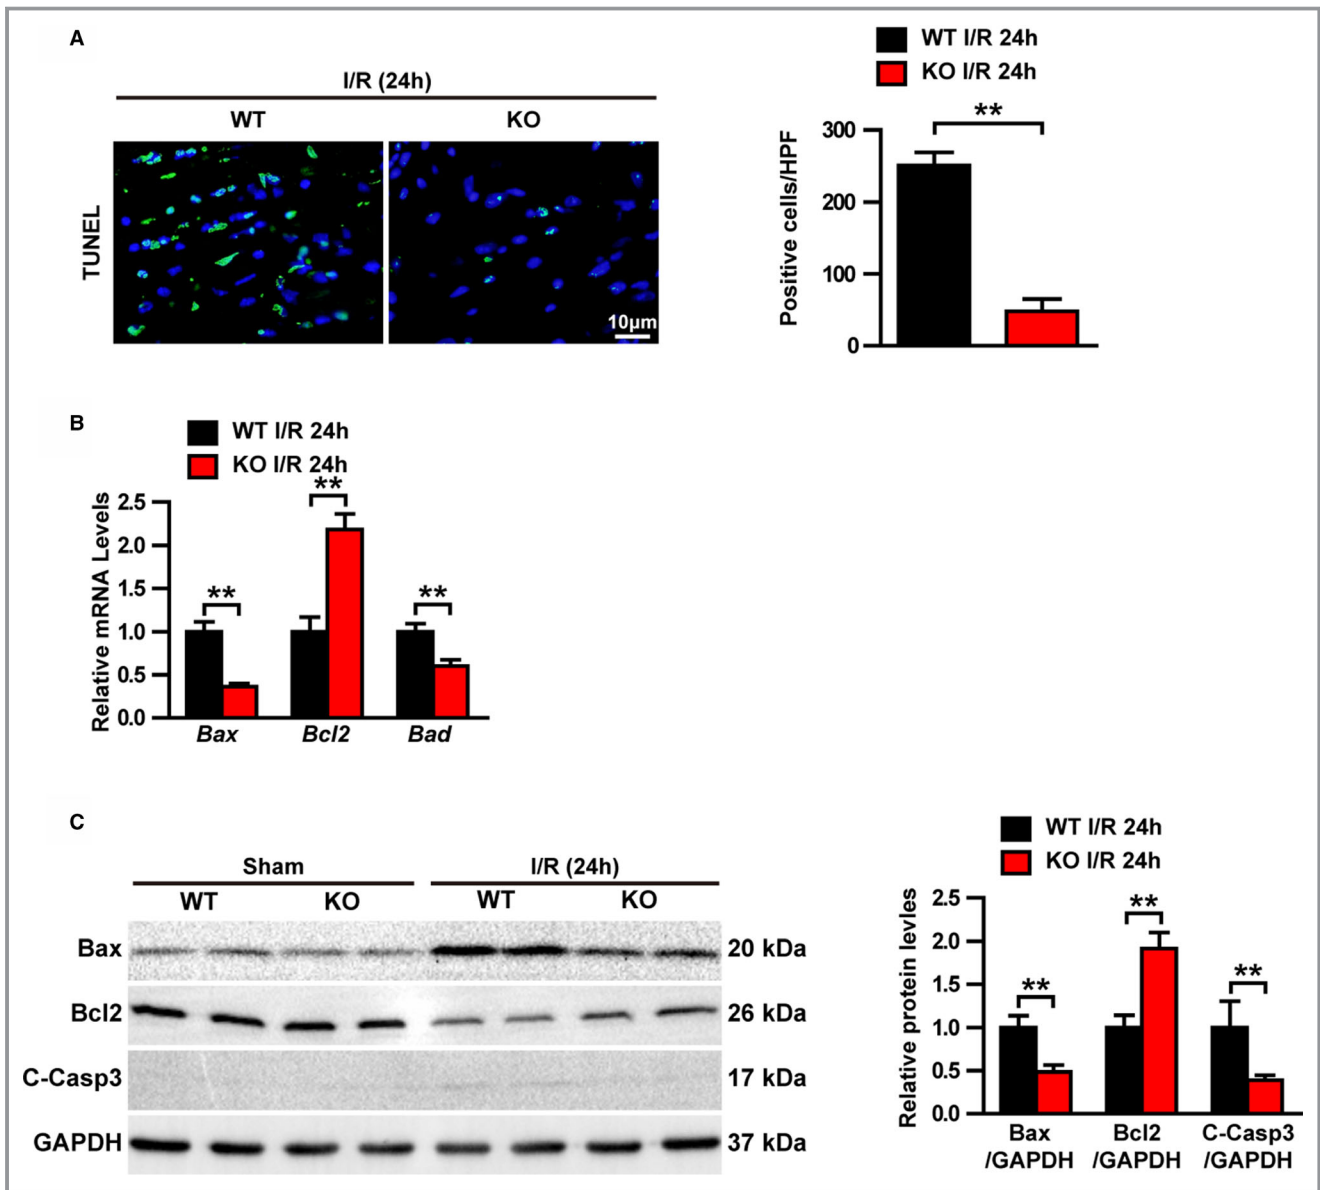 A
I/R (24h)
WT KO
TUNEL
10μm
WT I/R 24h
KO I/R 24h
**
Positive cells/HPF
300
200
100
0
B
WT I/R 24h
KO I/R 24h
** ** **
Relative mRNA Levels
2.5
2.0
1.5
1.0
0.5
0.0
Bax Bcl2 Bad
C
Sham I/R (24h)
WT KO WT KO
Bax 20 kDa
Bcl2 26 kDa
C-Casp3 17 kDa
GAPDH 37 kDa
WT I/R 24h
KO I/R 24h
** ** **
Relative protein levles
2.5
2.0
1.5
1.0
0.5
0.0
Bax Bcl2 C-Casp3
/GAPDH /GAPDH /GAPDH